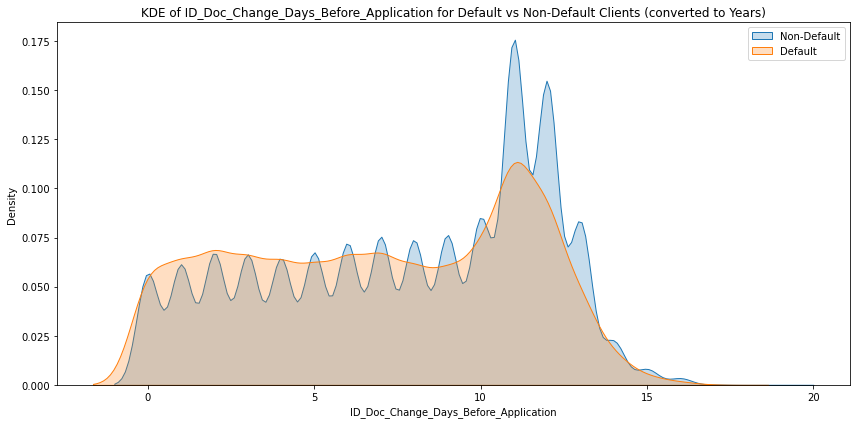 KDE of ID_Doc_Change_Days_Before_Application for Default vs Non-Default Clients (converted to Years)
Non-Default
Default
0.175
0.150
0.125
0.100
0.075
0.050
0.025
0.000
Density
0 5 10 15 20
ID_Doc_Change_Days_Before_Application